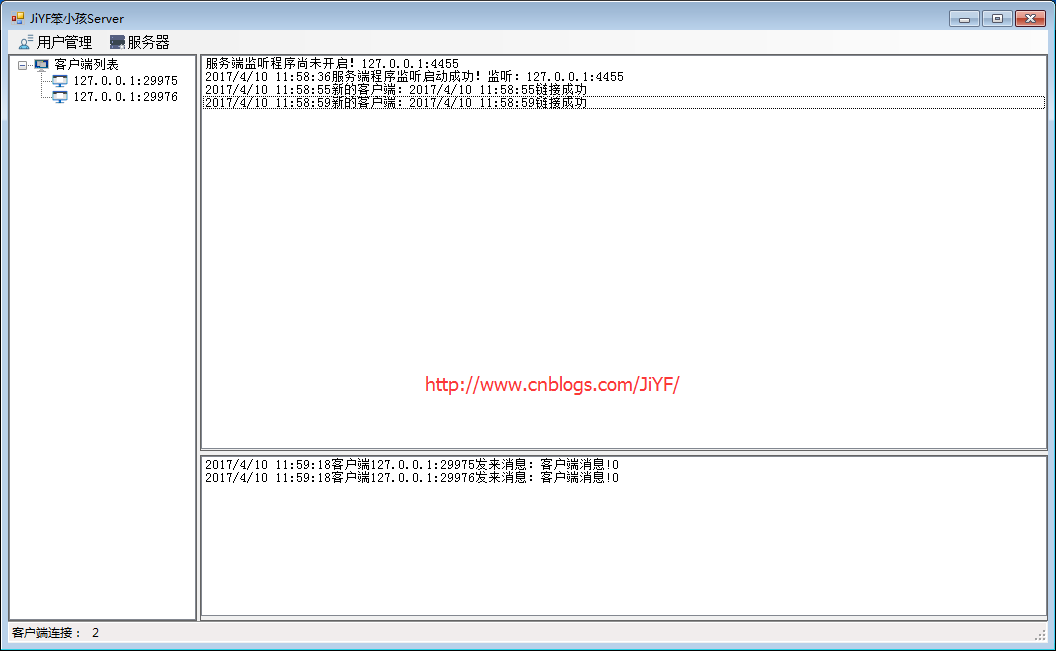 JiYF笨小孩Server
用户管理 服务器
客户端列表
127.0.0.1:29975
127.0.0.1:29976
服务端监听程序尚未开启！127.0.0.1:4455
2017/4/10 11:58:36服务端程序监听启动成功！监听：127.0.0.1:4455
2017/4/10 11:58:55新的客户端：2017/4/10 11:58:55链接成功
2017/4/10 11:58:59新的客户端：2017/4/10 11:58:59链接成功
http://www.cnblogs.com/JiYF/
2017/4/10 11:59:18客户端127.0.0.1:29975发来消息：客户端消息!0
2017/4/10 11:59:18客户端127.0.0.1:29976发来消息：客户端消息!0
客户端连接： 2